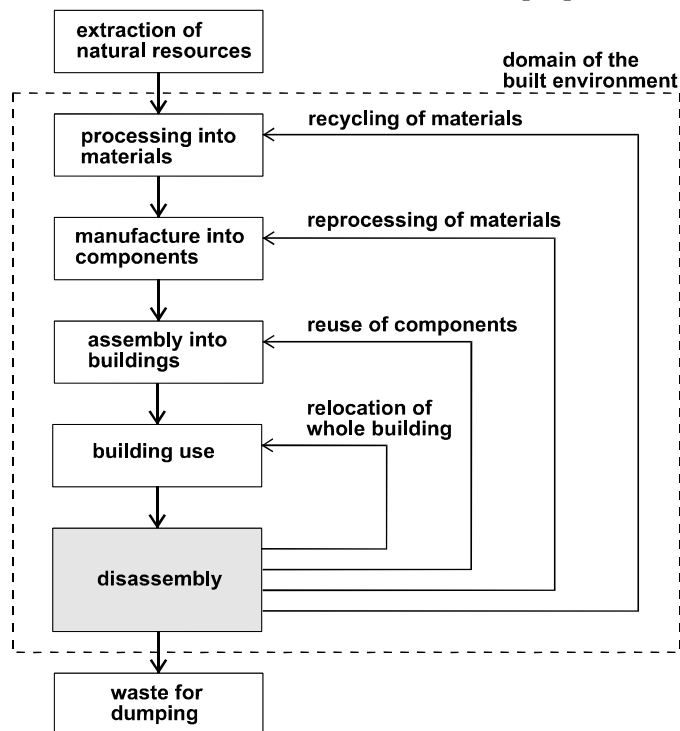 extraction of
natural resources
domain of the
built environment
processing into
materials
recycling of materials
manufacture into
components
reprocessing of materials
assembly into
buildings
reuse of components
relocation of
whole building
building use
disassembly
waste for
dumping